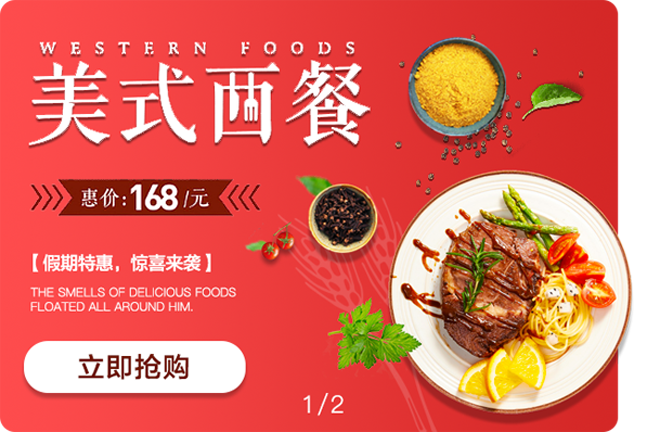 WESTERN FOODS
美式西餐
惠价:168/元
【假期特惠，惊喜来袭】
THE SMELLS OF DELICIOUS FOODS
FLOATED ALL AROUND HIM.
立即抢购
1/2